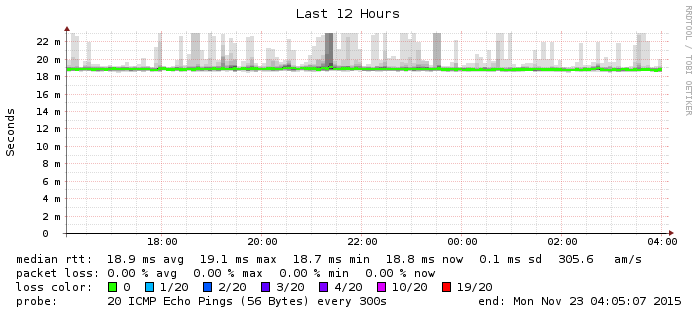 Last 12 Hours
RRDTOOL / TOBI OETIKER
Seconds
22 m
20 m
18 m
16 m
14 m
12 m
10 m
8 m
6 m
4 m
2 m
0
18:00 20:00 22:00 00:00 02:00 04:00
median rtt: 18.9 ms avg 19.1 ms max 18.7 ms min 18.8 ms now 0.1 ms sd 305.6 am/s
packet loss: 0.00 % avg 0.00 % max 0.00 % min 0.00 % now
loss color: 0 1/20 2/20 3/20 4/20 10/20 19/20
probe: 20 ICMP Echo Pings (56 Bytes) every 300s end: Mon Nov 23 04:05:07 2015